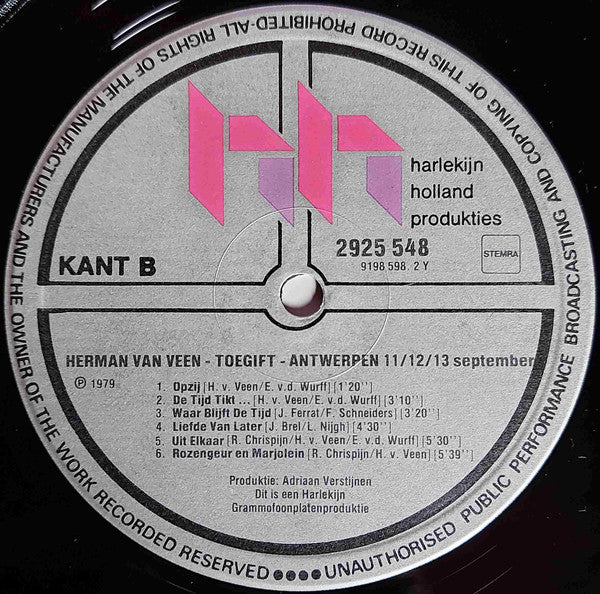 UNAUTHORISED PUBLIC PERFORMANCE BROADCASTING AND COPYING OF THIS RECORD PROHIBITED-ALL RIGHTS OF THE MANUFACTURERS AND THE OWNER OF THE WORK RECORDED RESERVED
hh
harlekijn
holland
produkties
KANT B
2925 548
9198 598. 2 Y
STEMRA
HERMAN VAN VEEN - TOEGIFT - ANTWERPEN 11/12/13 september
℗ 1979
1. Opzij [H. v. Veen/E. v.d. Wurff] [1'20'']
2. De Tijd Tikt ... [H. v. Veen/E. v.d. Wurff] [3'10'']
3. Waar Blijft De Tijd [J. Ferrat/F. Schneiders] [3'20'']
4. Liefde Van Later [J. Brel/L. Nijgh] [4'30'']
5. Uit Elkaar [R. Chrispijn/H. v. Veen/E. v.d. Wurff] [5'30'']
6. Rozengeur en Marjolein [R. Chrispijn/H. v. Veen] [5'39'']
Produktie: Adriaan Verstijnen
Dit is een Harlekijn
Grammofoonplatenproduktie